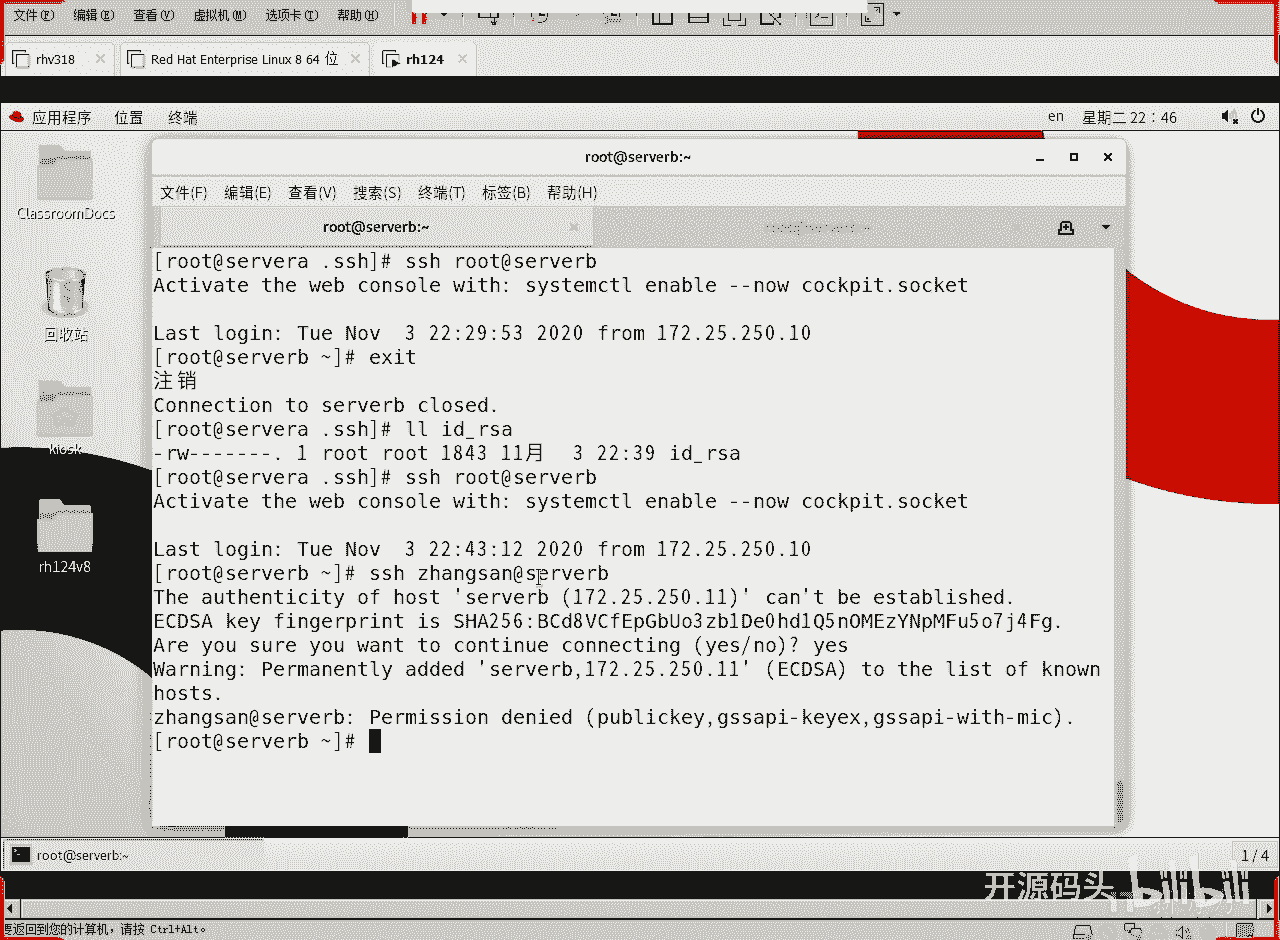 文件(F) 编辑(E) 查看(V) 虚拟机(M) 选项卡(T) 帮助(H)
rhv318 Red Hat Enterprise Linux 8 64 位 rh124
应用程序 位置 终端 en 星期二 22：46
root@serverb:~
文件(F) 编辑(E) 查看(V) 搜索(S) 终端(T) 标签(B) 帮助(H)
root@serverb:~
ClassroomDocs
回收站
kiosk
rh124v8
[root@servera .ssh]# ssh root@serverb
Activate the web console with: systemctl enable --now cockpit.socket
Last login: Tue Nov  3 22:29:53 2020 from 172.25.250.10
[root@serverb ~]# exit
注销
Connection to serverb closed.
[root@servera .ssh]# ll id_rsa
-rw-------. 1 root root 1843 11月  3 22:39 id_rsa
[root@servera .ssh]# ssh root@serverb
Activate the web console with: systemctl enable --now cockpit.socket
Last login: Tue Nov  3 22:43:12 2020 from 172.25.250.10
[root@serverb ~]# ssh zhangsan@serverb
The authenticity of host 'serverb (172.25.250.11)' can't be established.
ECDSA key fingerprint is SHA256:BCd8VCfEpGbUo3zb1De0hd1Q5nOMEzYNpMFu5o7j4Fg.
Are you sure you want to continue connecting (yes/no)? yes
Warning: Permanently added 'serverb,172.25.250.11' (ECDSA) to the list of known
hosts.
zhangsan@serverb: Permission denied (publickey,gssapi-keyex,gssapi-with-mic).
[root@serverb ~]#
root@serverb:~ 1 / 4
开源码头 bilibili
要返回到您的计算机，请按 Ctrl+Alt。